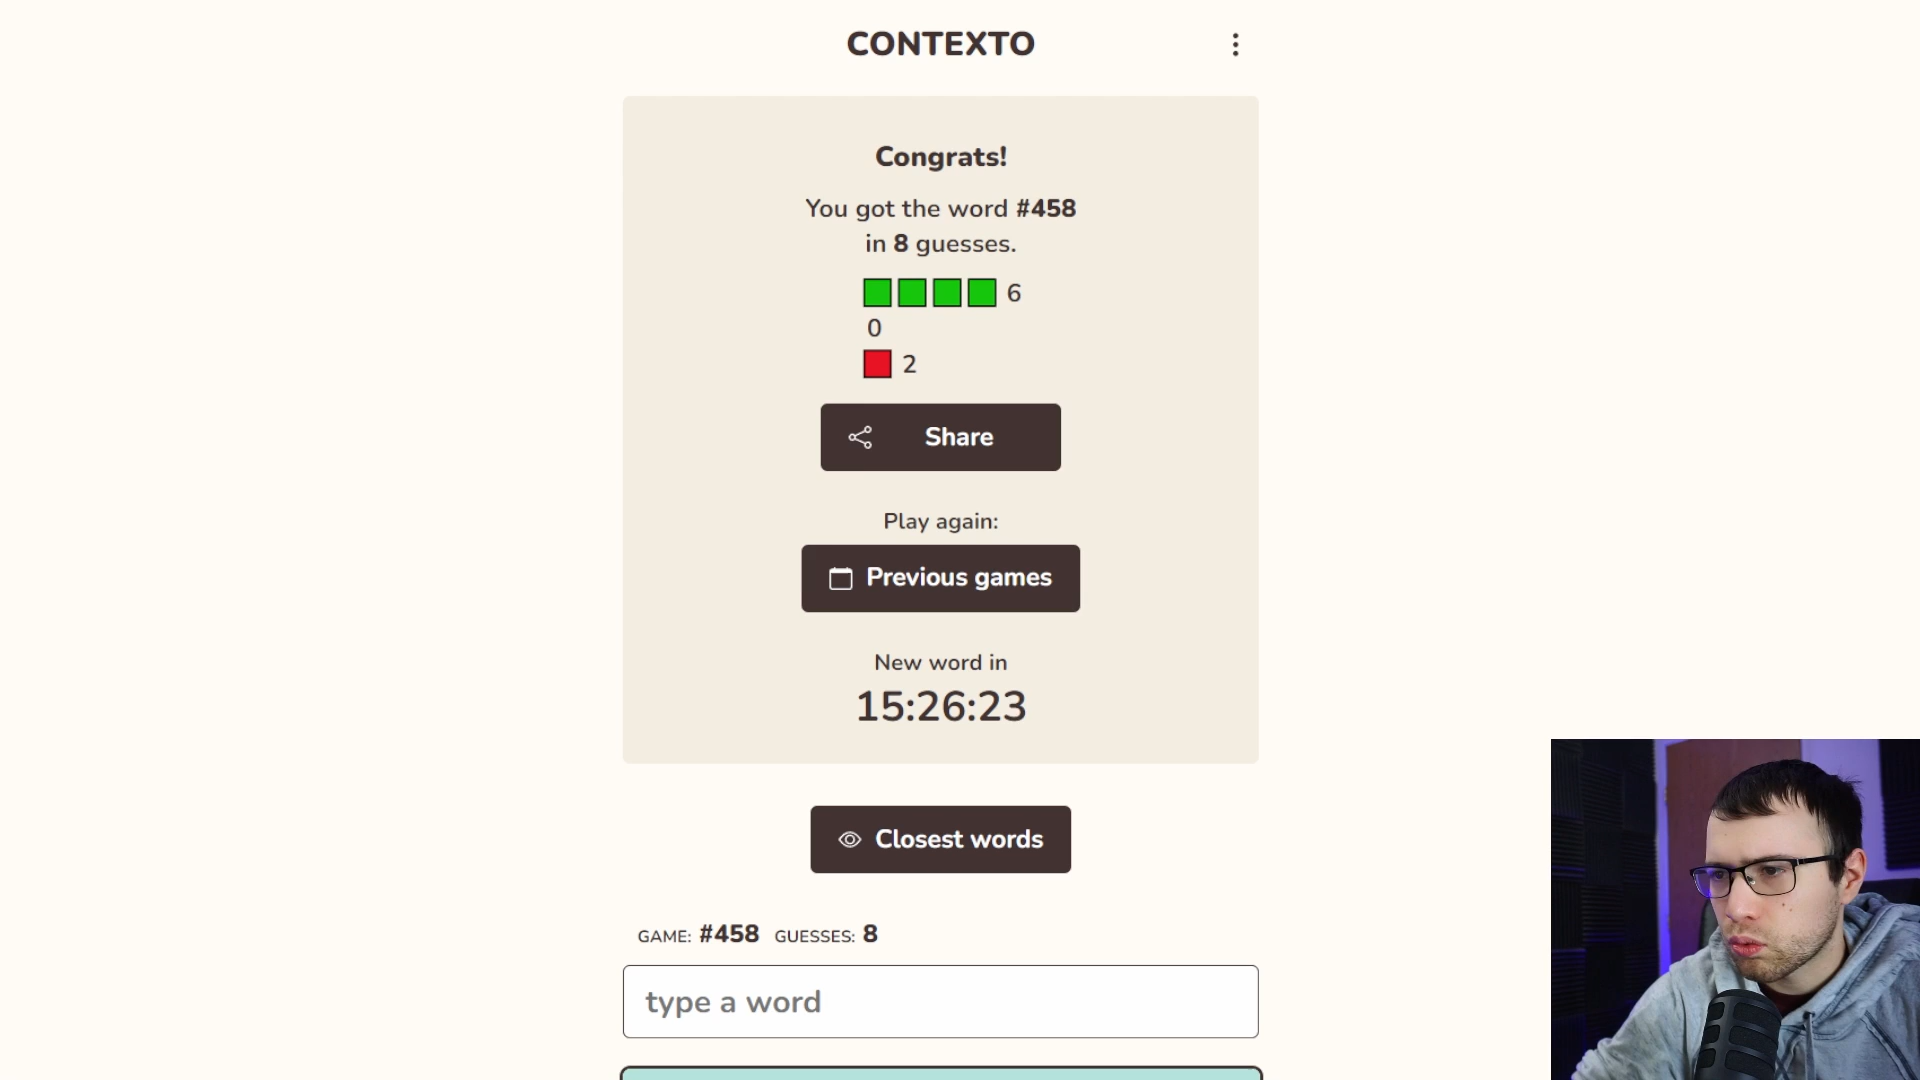 CONTEXTO
Congrats!
You got the word #458
in 8 guesses.
6
0
2
Share
Play again:
Previous games
New word in
15:26:23
Closest words
GAME: #458 GUESSES: 8
type a word